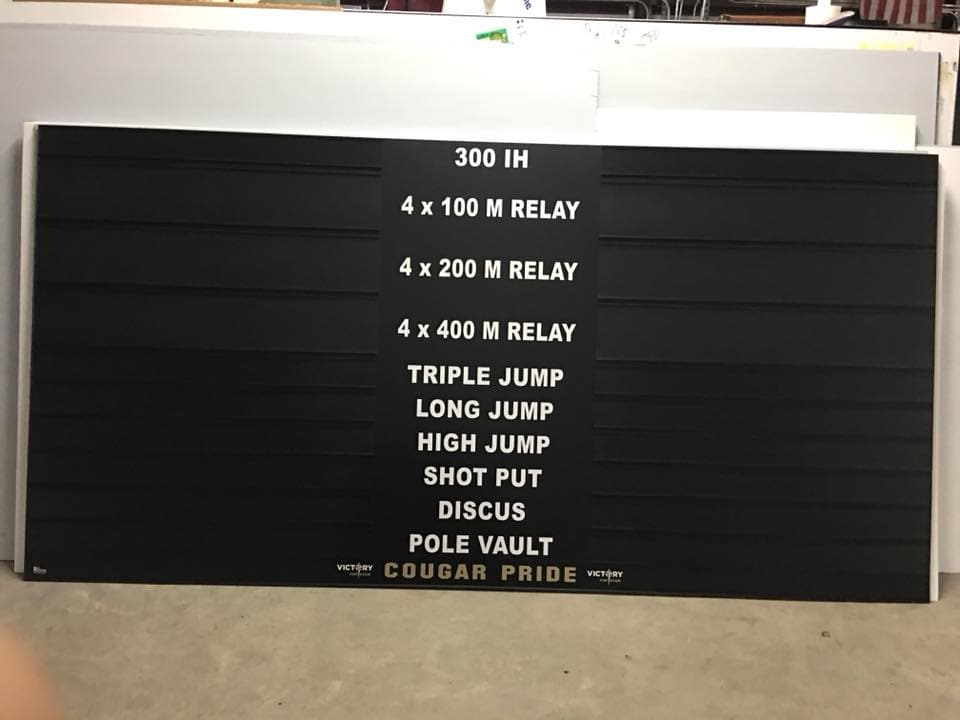 300 IH
4 x 100 M RELAY
4 x 200 M RELAY
4 x 400 M RELAY
TRIPLE JUMP
LONG JUMP
HIGH JUMP
SHOT PUT
DISCUS
POLE VAULT
VICTORY COUGAR PRIDE VICTORY